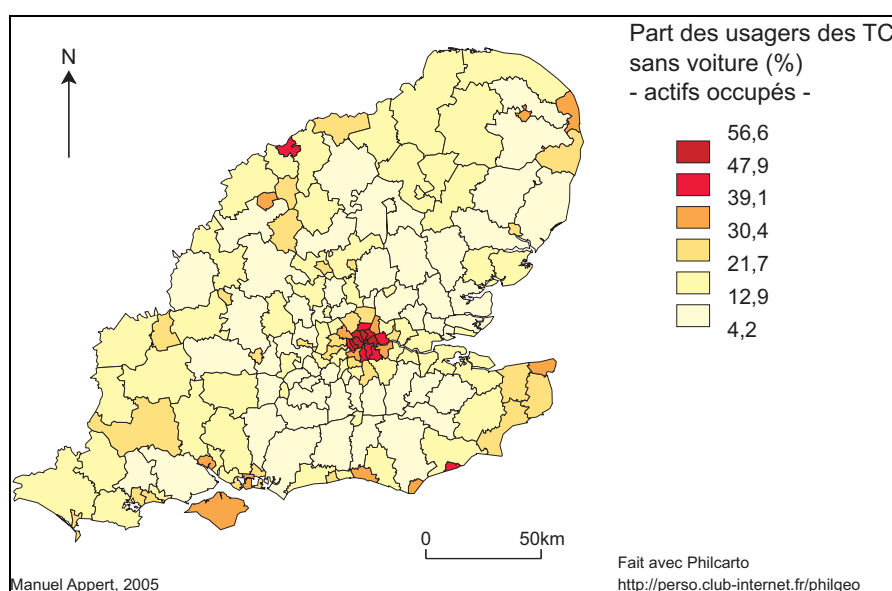 Part des usagers des TC
sans voiture (%)
- actifs occupés -
N
56,6
47,9
39,1
30,4
21,7
12,9
4,2
0 50km
Manuel Appert, 2005
Fait avec Philcarto
http://perso.club-internet.fr/philgeo